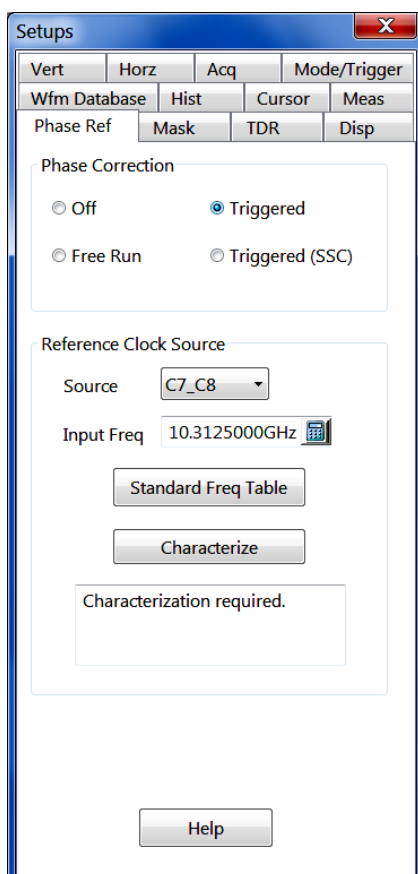 Setups
Vert Horz Acq Mode/Trigger
Wfm Database Hist Cursor Meas
Phase Ref Mask TDR Disp
Phase Correction
Off Triggered
Free Run Triggered (SSC)
Reference Clock Source
Source C7_C8
Input Freq 10.3125000GHz
Standard Freq Table
Characterize
Characterization required.
Help